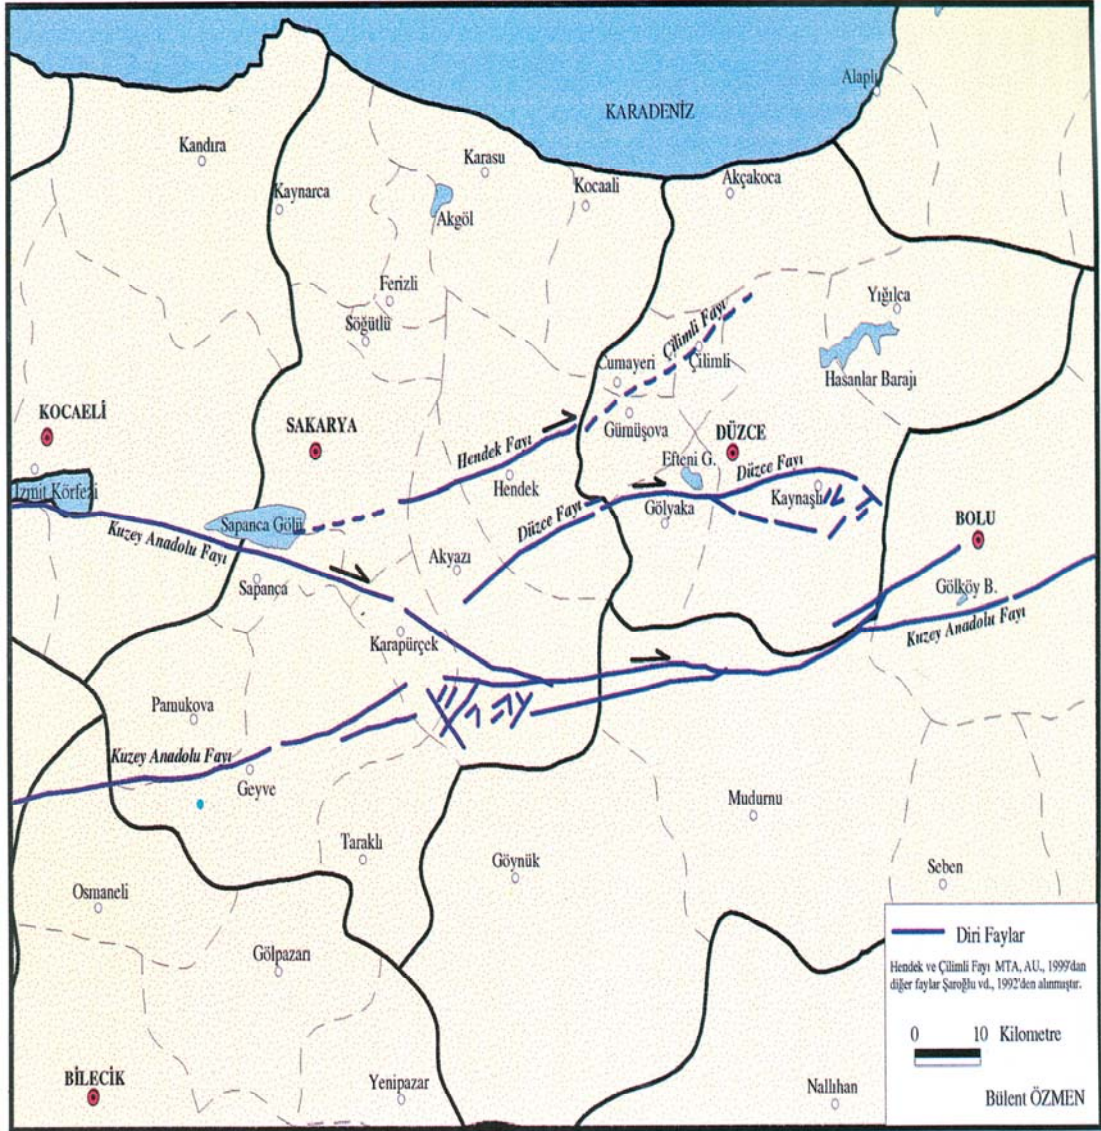 Alaplı
KARADENİZ
Kandıra
Karasu
Kaynarca
Kocaali
Akçakoca
Akgöl
Ferizli
Yığılca
Söğütlü
Çilimli Fayı
Çilimli
Cumayeri
Hasanlar Barajı
KOCAELİ
SAKARYA
Gümüşova
DÜZCE
Hendek Fayı
Efteni G.
Düzce Fayı
İzmit Körfezi
Hendek
Kaynaşlı
Sapanca Gölü
Düzce Fayı
Gölyaka
BOLU
Kuzey Anadolu Fayı
Akyazı
Sapanca
Gölköy B.
Kuzey Anadolu Fayı
Karapürçek
Pamukova
Kuzey Anadolu Fayı
Geyve
Mudurnu
Taraklı
Göynük
Seben
Osmaneli
Gölpazarı
BİLECİK
Yenipazar
Nallıhan
Diri Faylar
Hendek ve Çilimli Fayı MTA, AU., 1999'dan
diğer faylar Şaroğlu vd., 1992'den alınmıştır.
0 10 Kilometre
Bülent ÖZMEN